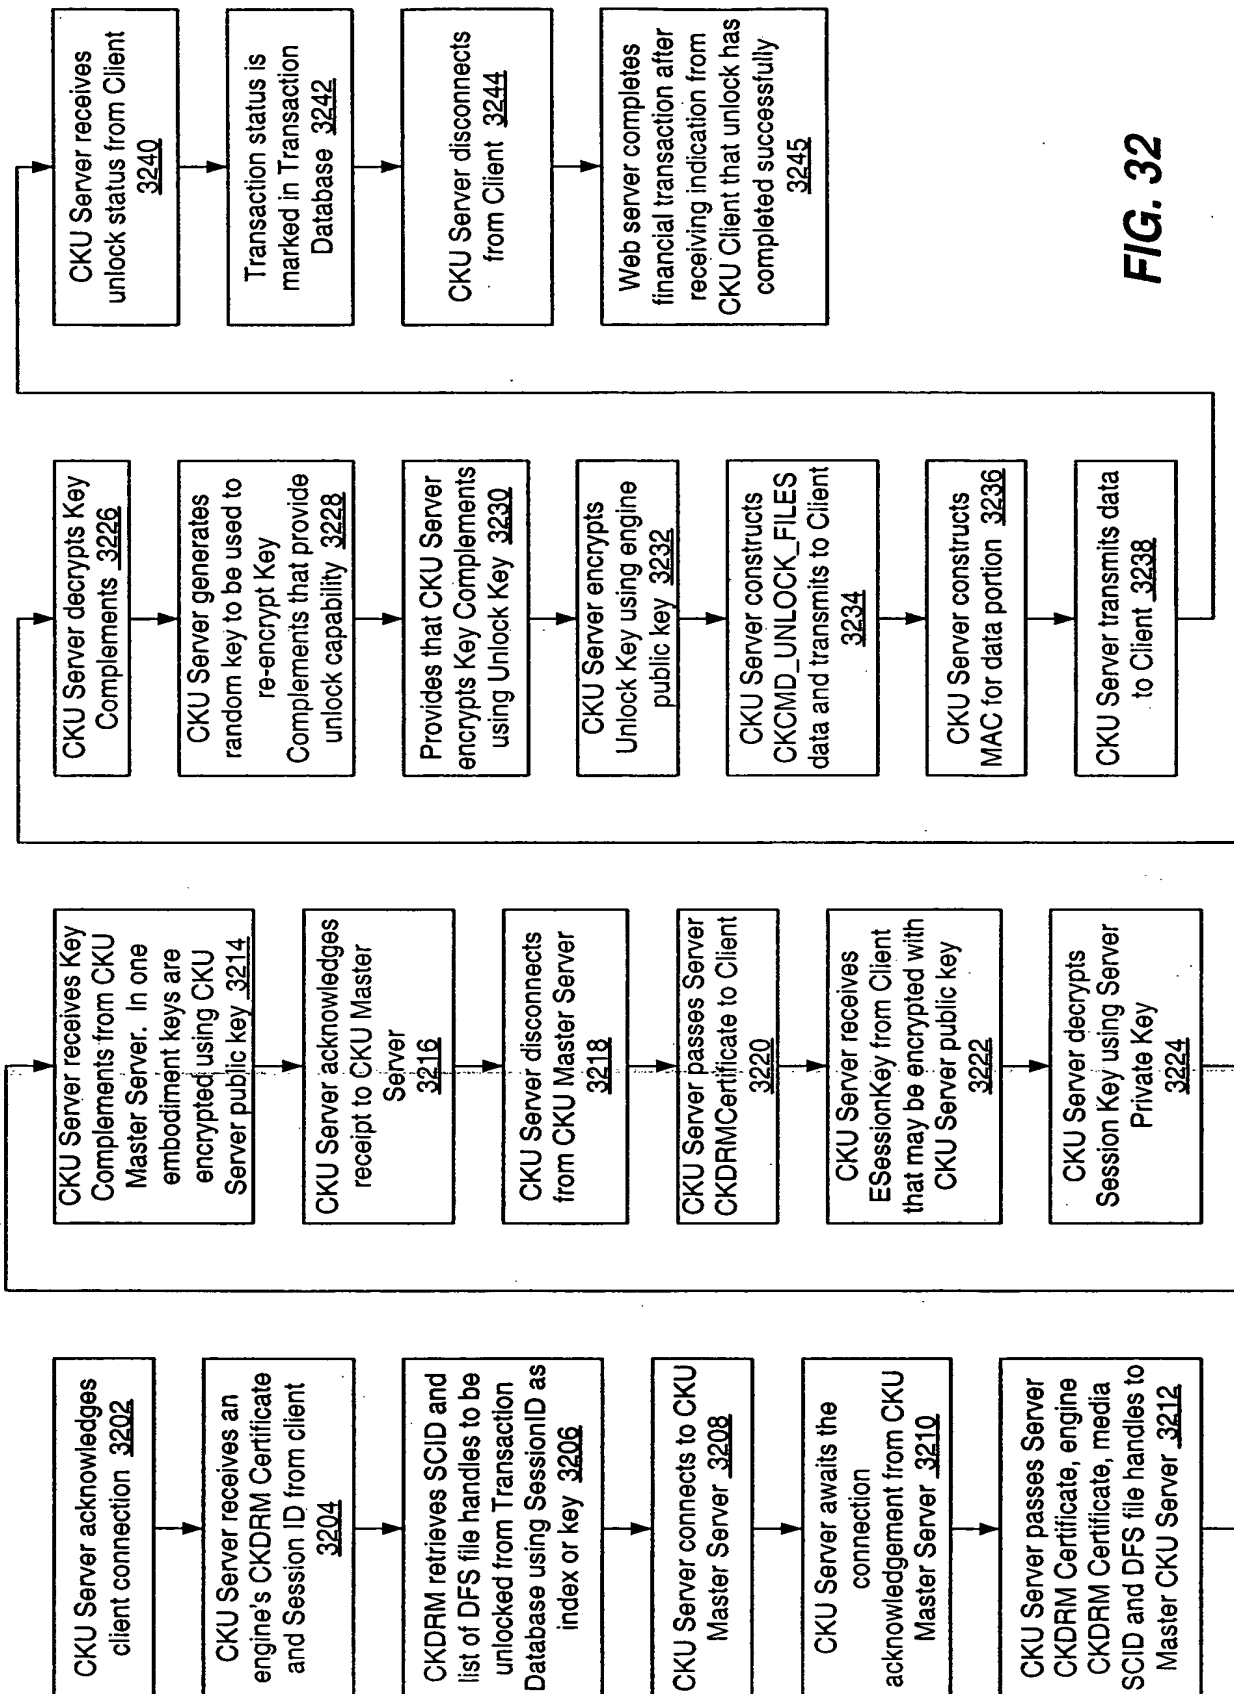 CKU Server acknowledges
client connection 3202
CKU Server receives an
engine's CKDRM Certificate
and Session ID from client
3204
CKDRM retrieves SCID and
list of DFS file handles to be
unlocked from Transaction
Database using SessionID as
index or key 3206
CKU Server connects to CKU
Master Server 3208
CKU Server awaits the
connection
acknowledgement from CKU
Master Server 3210
CKU Server passes Server
CKDRM Certificate, engine
CKDRM Certificate, media
SCID and DFS file handles to
Master CKU Server 3212
CKU Server receives Key
Complements from CKU
Master Server. In one
embodiment keys are
encrypted using CKU
Server public key 3214
CKU Server acknowledges
receipt to CKU Master
Server
3216
CKU Server disconnects
from CKU Master Server
3218
CKU Server passes Server
CKDRMCertificate to Client
3220
CKU Server receives
ESessionKey from Client
that may be encrypted with
CKU Server public key
3222
CKU Server decrypts
Session Key using Server
Private Key
3224
CKU Server decrypts Key
Complements 3226
CKU Server generates
random key to be used to
re-encrypt Key
Complements that provide
unlock capability 3228
Provides that CKU Server
encrypts Key Complements
using Unlock Key 3230
CKU Server encrypts
Unlock Key using engine
public key 3232
CKU Server constructs
CKCMD_UNLOCK_FILES
data and transmits to Client
3234
CKU Server constructs
MAC for data portion 3236
CKU Server transmits data
to Client 3238
CKU Server receives
unlock status from Client
3240
Transaction status is
marked in Transaction
Database 3242
CKU Server disconnects
from Client 3244
Web server completes
financial transaction after
receiving indication from
CKU Client that unlock has
completed successfully
3245
FIG. 32